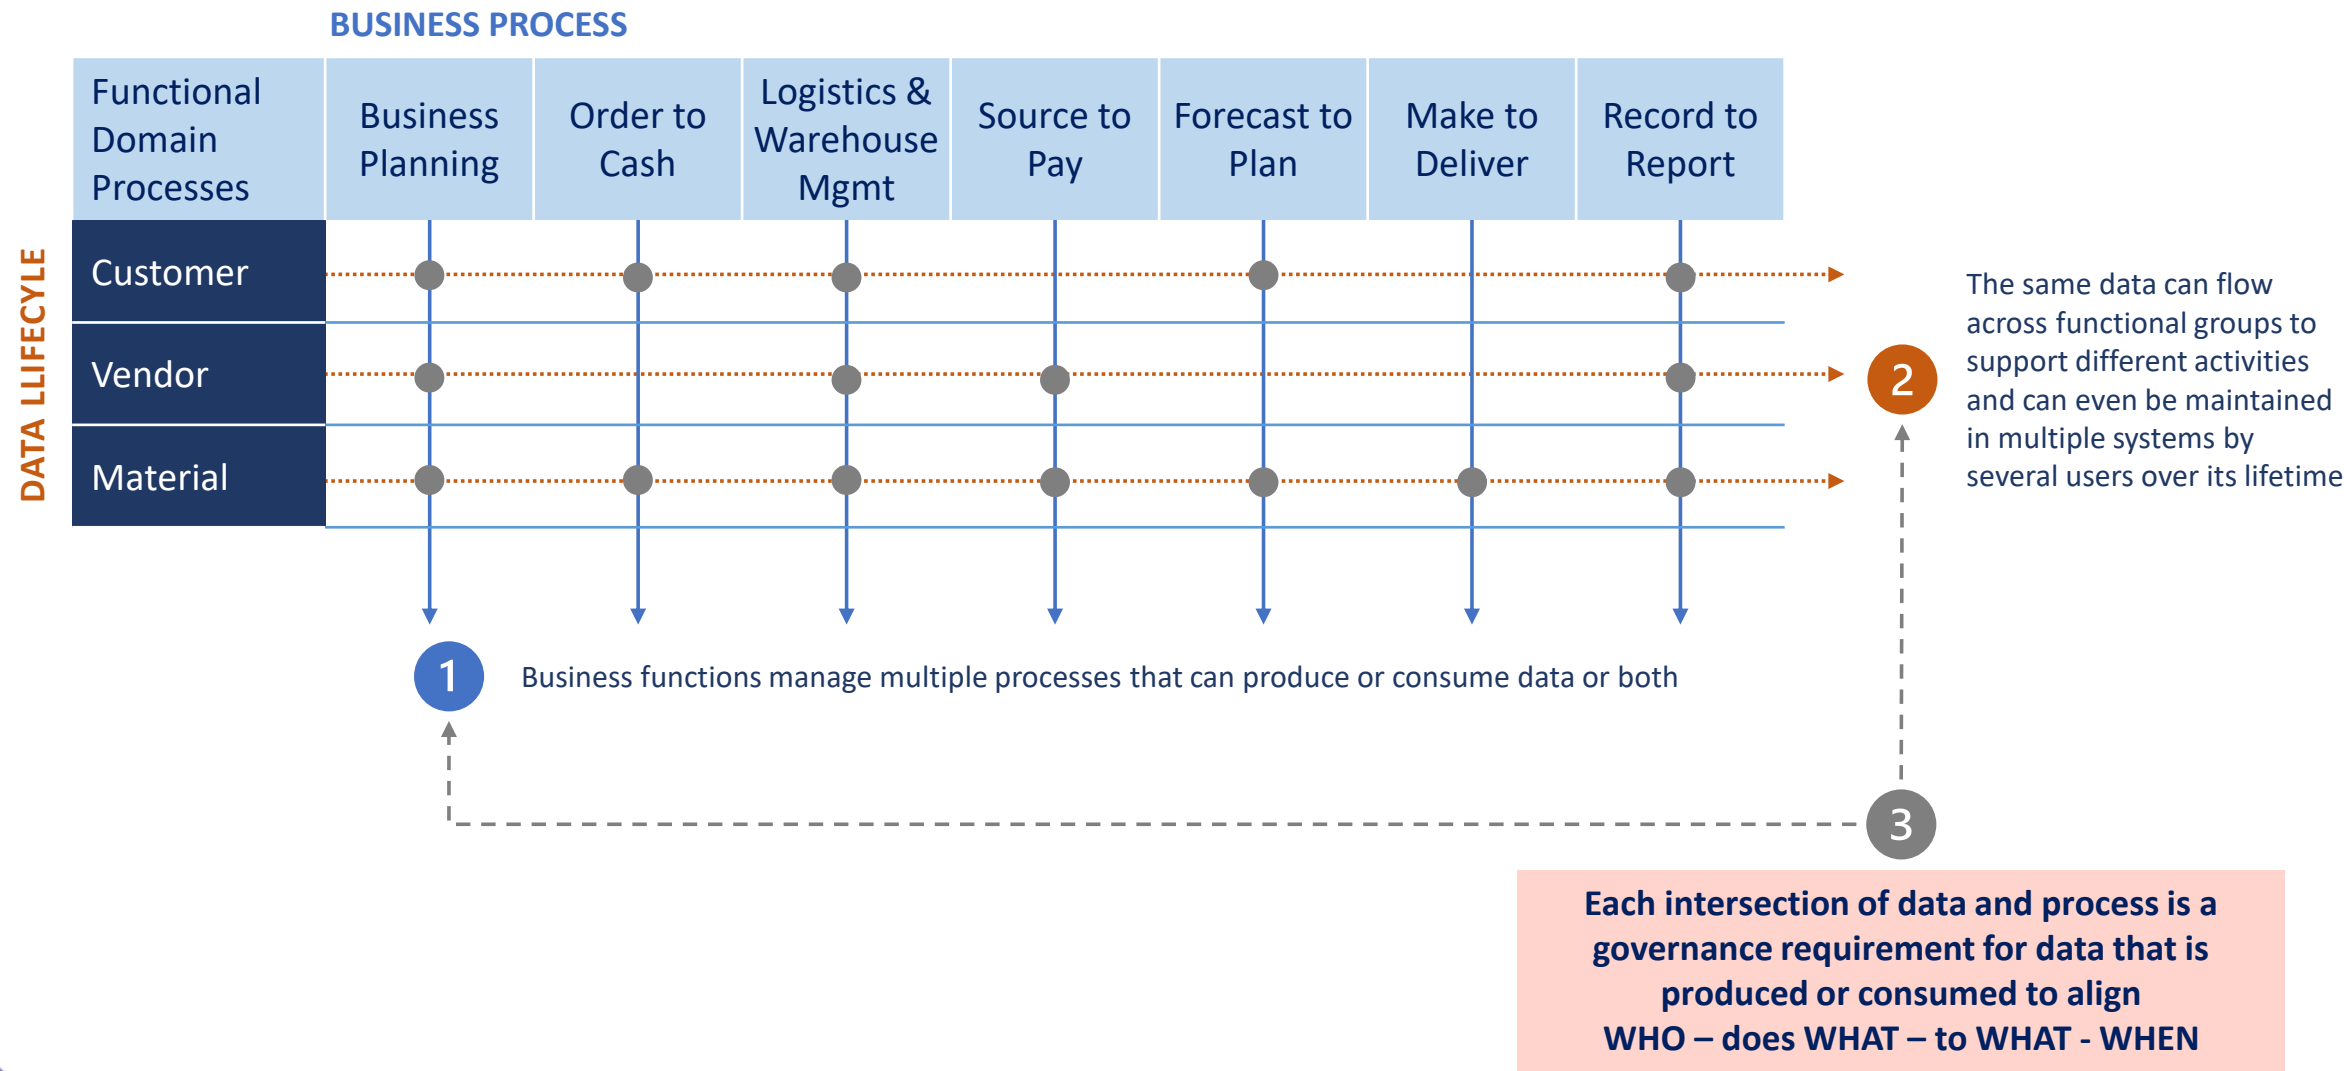 BUSINESS PROCESS
Functional
Domain
Processes
Business
Planning
Order to
Cash
Logistics &
Warehouse
Mgmt
Source to
Pay
Forecast to
Plan
Make to
Deliver
Record to
Report
DATA LLIFECYLE
Customer
Vendor
Material
2
The same data can flow
across functional groups to
support different activities
and can even be maintained
in multiple systems by
several users over its lifetime
1
Business functions manage multiple processes that can produce or consume data or both
3
Each intersection of data and process is a
governance requirement for data that is
produced or consumed to align
WHO – does WHAT – to WHAT - WHEN